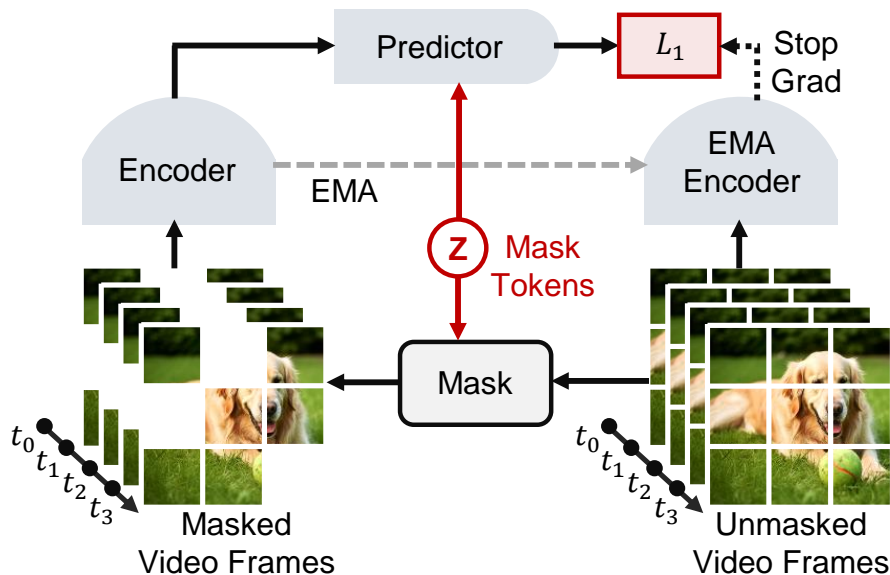 Predictor
L₁
Stop
Grad
Encoder
EMA
Encoder
EMA
Z
Mask
Tokens
Mask
t₀
t₁
t₂
t₃
t₀
t₁
t₂
t₃
Masked
Video Frames
Unmasked
Video Frames